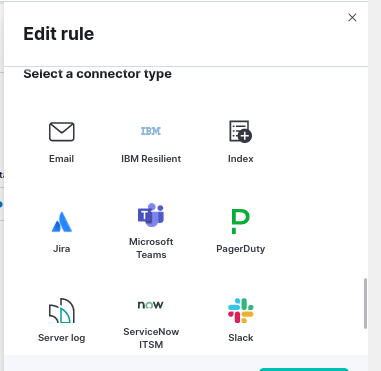 Edit rule
Select a connector type
IBM
Email
IBM Resilient
Index
Jira
Microsoft
Teams
PagerDuty
now
Server log
ServiceNow
ITSM
Slack